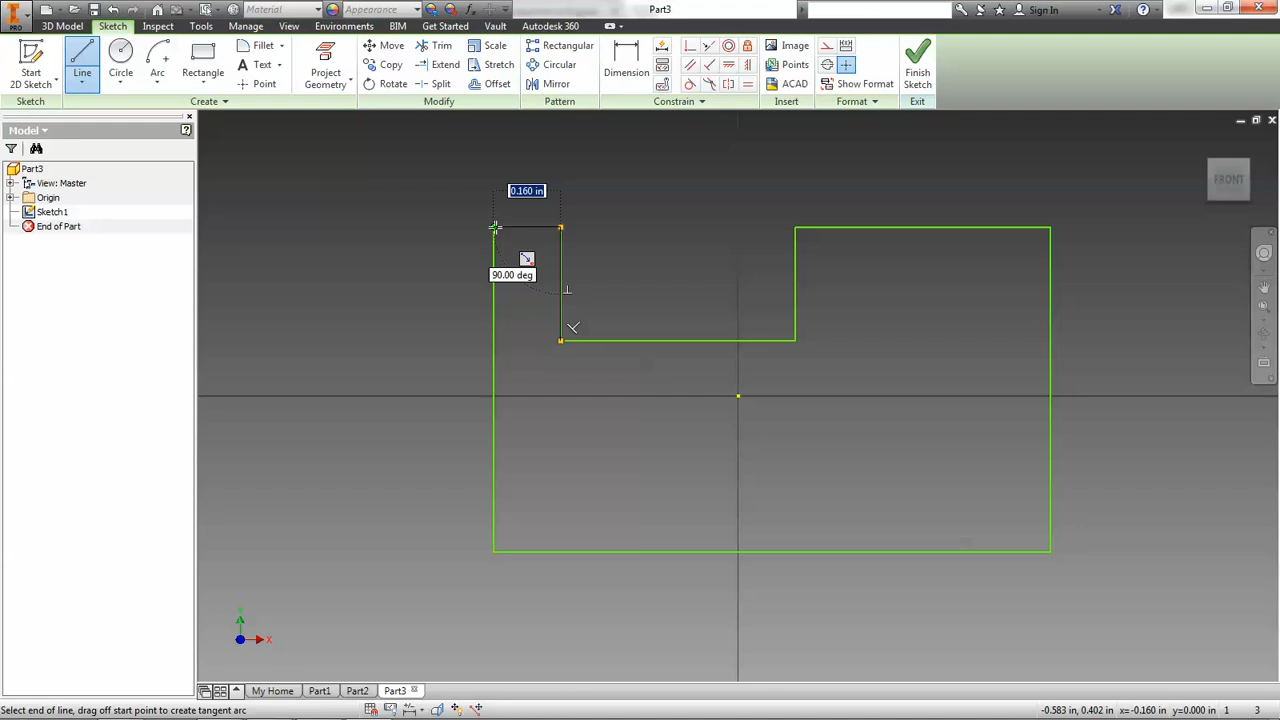 Material Appearance Part3 Sign In
PRO 3D Model Sketch Inspect Tools Manage View BIM Get Started Vault Autodesk 360
Start 2D Sketch Line Circle Arc Rectangle Fillet Text Point Project Geometry Move Copy Rotate Trim Extend Split Scale Stretch Offset Rectangular Circular Mirror Dimension Image Points ACAD Show Format Finish Sketch
Sketch Create Modify Pattern Constrain Insert Format Exit
Model
Part3
View: Master
Origin
Sketch1
End of Part
FRONT
0.160 in
90.00 deg
Y
X
My Home Part1 Part2 Part3
Select end of line, drag off start point to create tangent arc -0.583 in, 0.402 in x=-0.160 in y=0.000 in 1 3